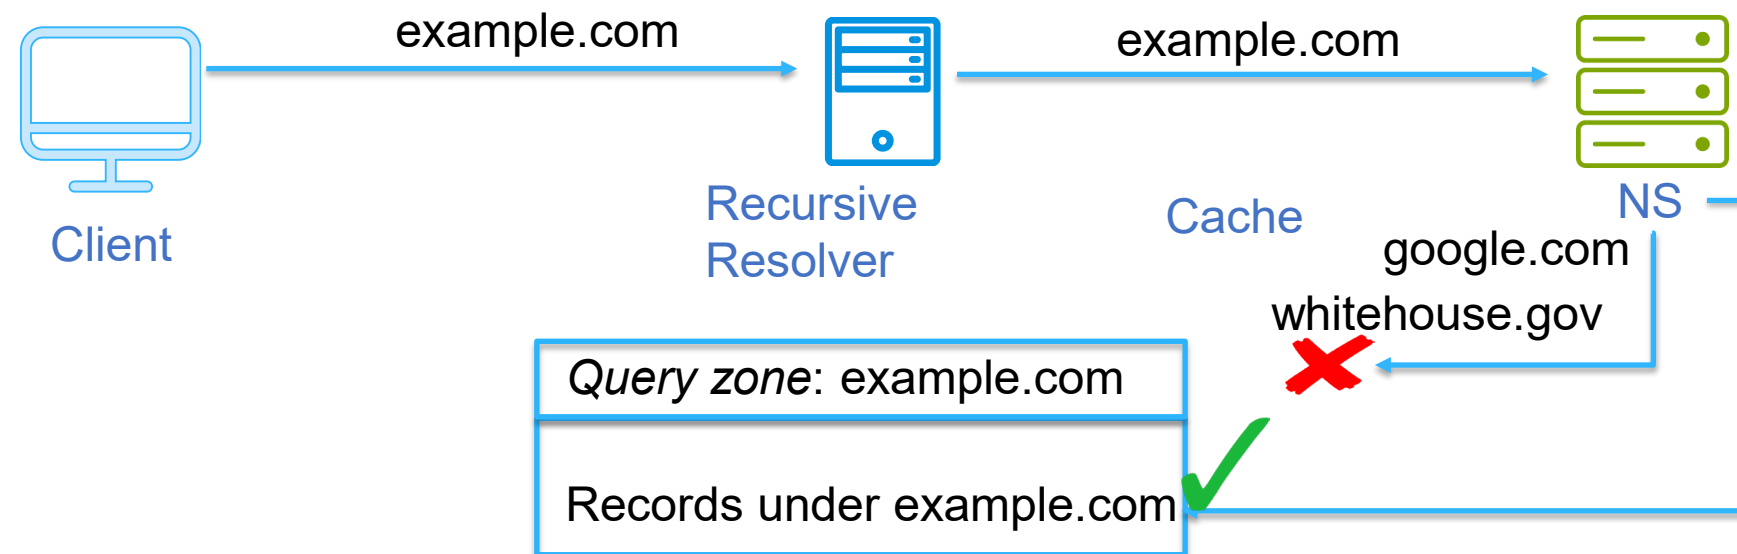 example.com
example.com
Client
Recursive
Resolver
Cache
NS
google.com
whitehouse.gov
Query zone: example.com
Records under example.com